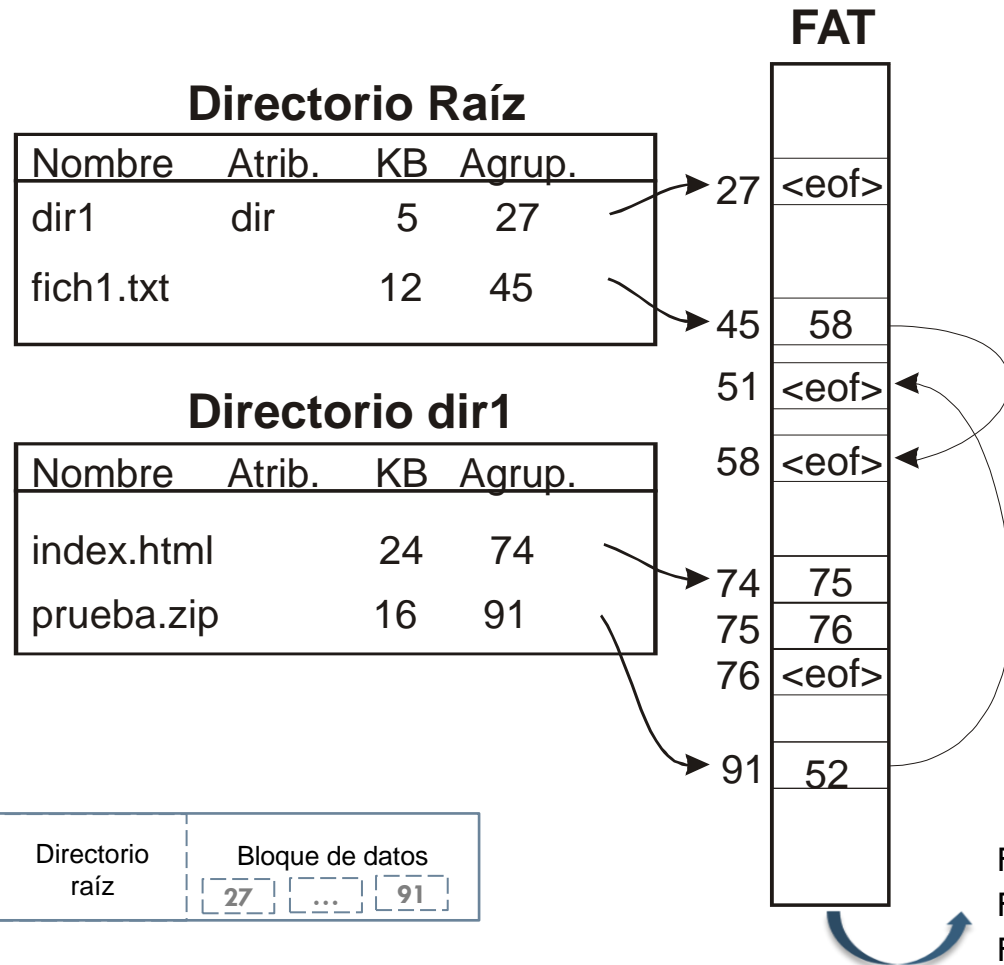 FAT
Directorio Raíz
Nombre Atrib. KB Agrup.
dir1 dir 5 27
fich1.txt 12 45
27 <eof>
45 58
51 <eof>
58 <eof>
Directorio dir1
Nombre Atrib. KB Agrup.
index.html 24 74
prueba.zip 16 91
74 75
75 76
76 <eof>
91 52
Directorio
raíz
Bloque de datos
27 ... 91
F
F
F